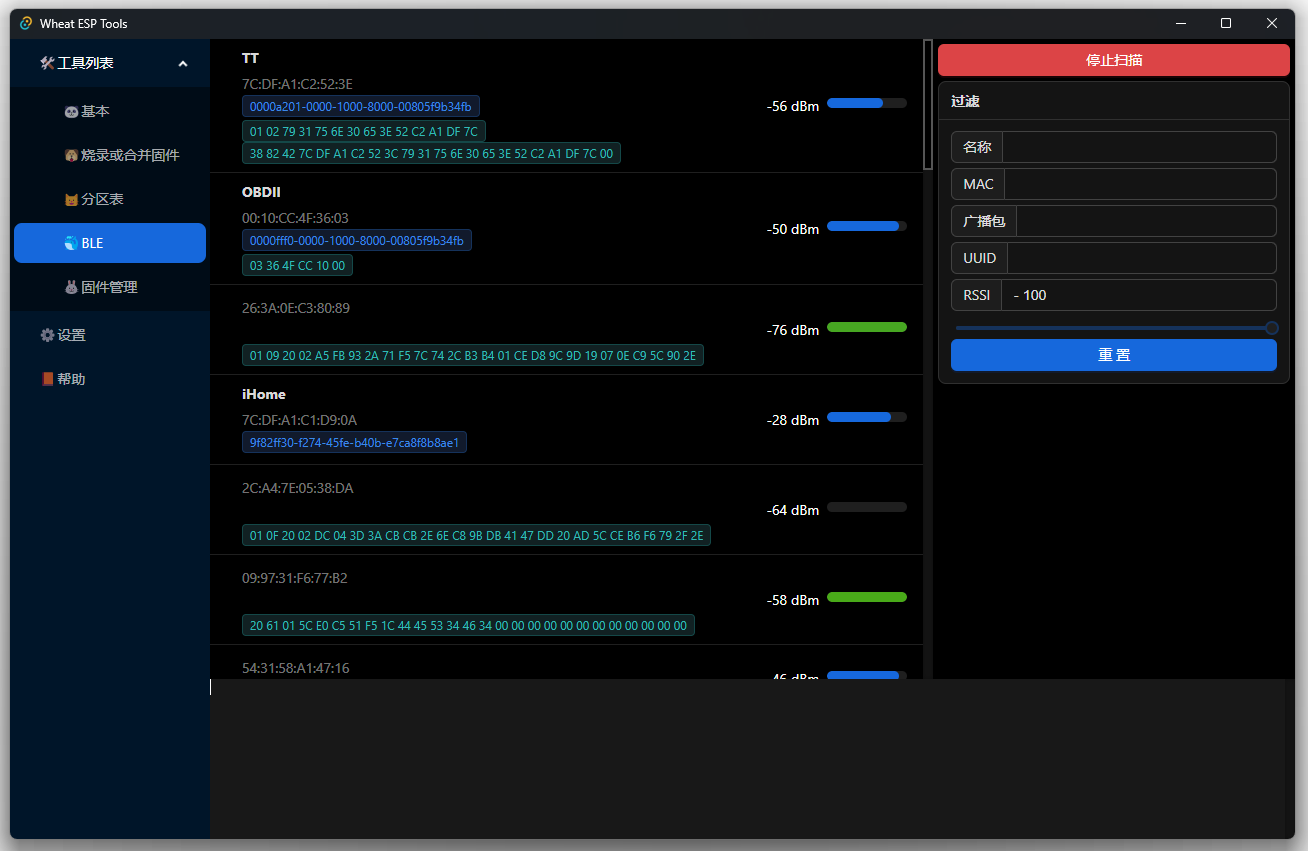 Wheat ESP Tools
工具列表
基本
烧录或合并固件
分区表
BLE
固件管理
设置
帮助
TT
7C:DF:A1:C2:52:3E
0000a201-0000-1000-8000-00805f9b34fb
01 02 79 31 75 6E 30 65 3E 52 C2 A1 DF 7C
38 82 42 7C DF A1 C2 52 3C 79 31 75 6E 30 65 3E 52 C2 A1 DF 7C 00
-56 dBm
OBDII
00:10:CC:4F:36:03
0000fff0-0000-1000-8000-00805f9b34fb
03 36 4F CC 10 00
-50 dBm
26:3A:0E:C3:80:89
01 09 20 02 A5 FB 93 2A 71 F5 7C 74 2C B3 B4 01 CE D8 9C 9D 19 07 0E C9 5C 90 2E
-76 dBm
iHome
7C:DF:A1:C1:D9:0A
9f82ff30-f274-45fe-b40b-e7ca8f8b8ae1
-28 dBm
2C:A4:7E:05:38:DA
01 0F 20 02 DC 04 3D 3A CB CB 2E 6E C8 9B DB 41 47 DD 20 AD 5C CE B6 F6 79 2F 2E
-64 dBm
09:97:31:F6:77:B2
20 61 01 5C E0 C5 51 F5 1C 44 45 53 34 46 34 00 00 00 00 00 00 00 00 00 00 00 00
-58 dBm
54:31:58:A1:47:16
-46 dBm
停止扫描
过滤
名称
MAC
广播包
UUID
RSSI - 100
重 置